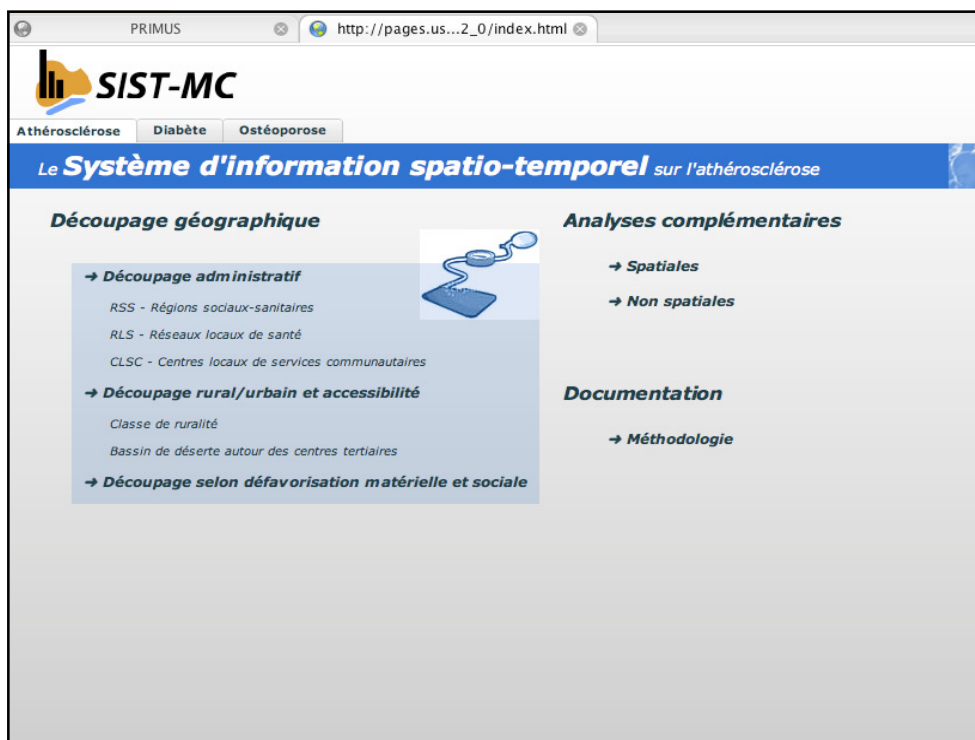 PRIMUS
http://pages.us...2_0/index.html
SIST-MC
Athérosclérose Diabète Ostéoporose
Le Système d'information spatio-temporel sur l'athérosclérose
Découpage géographique
➜ Découpage administratif
RSS - Régions sociaux-sanitaires
RLS - Réseaux locaux de santé
CLSC - Centres locaux de services communautaires
➜ Découpage rural/urbain et accessibilité
Classe de ruralité
Bassin de déserte autour des centres tertiaires
➜ Découpage selon défavorisation matérielle et sociale
Analyses complémentaires
➜ Spatiales
➜ Non spatiales
Documentation
➜ Méthodologie